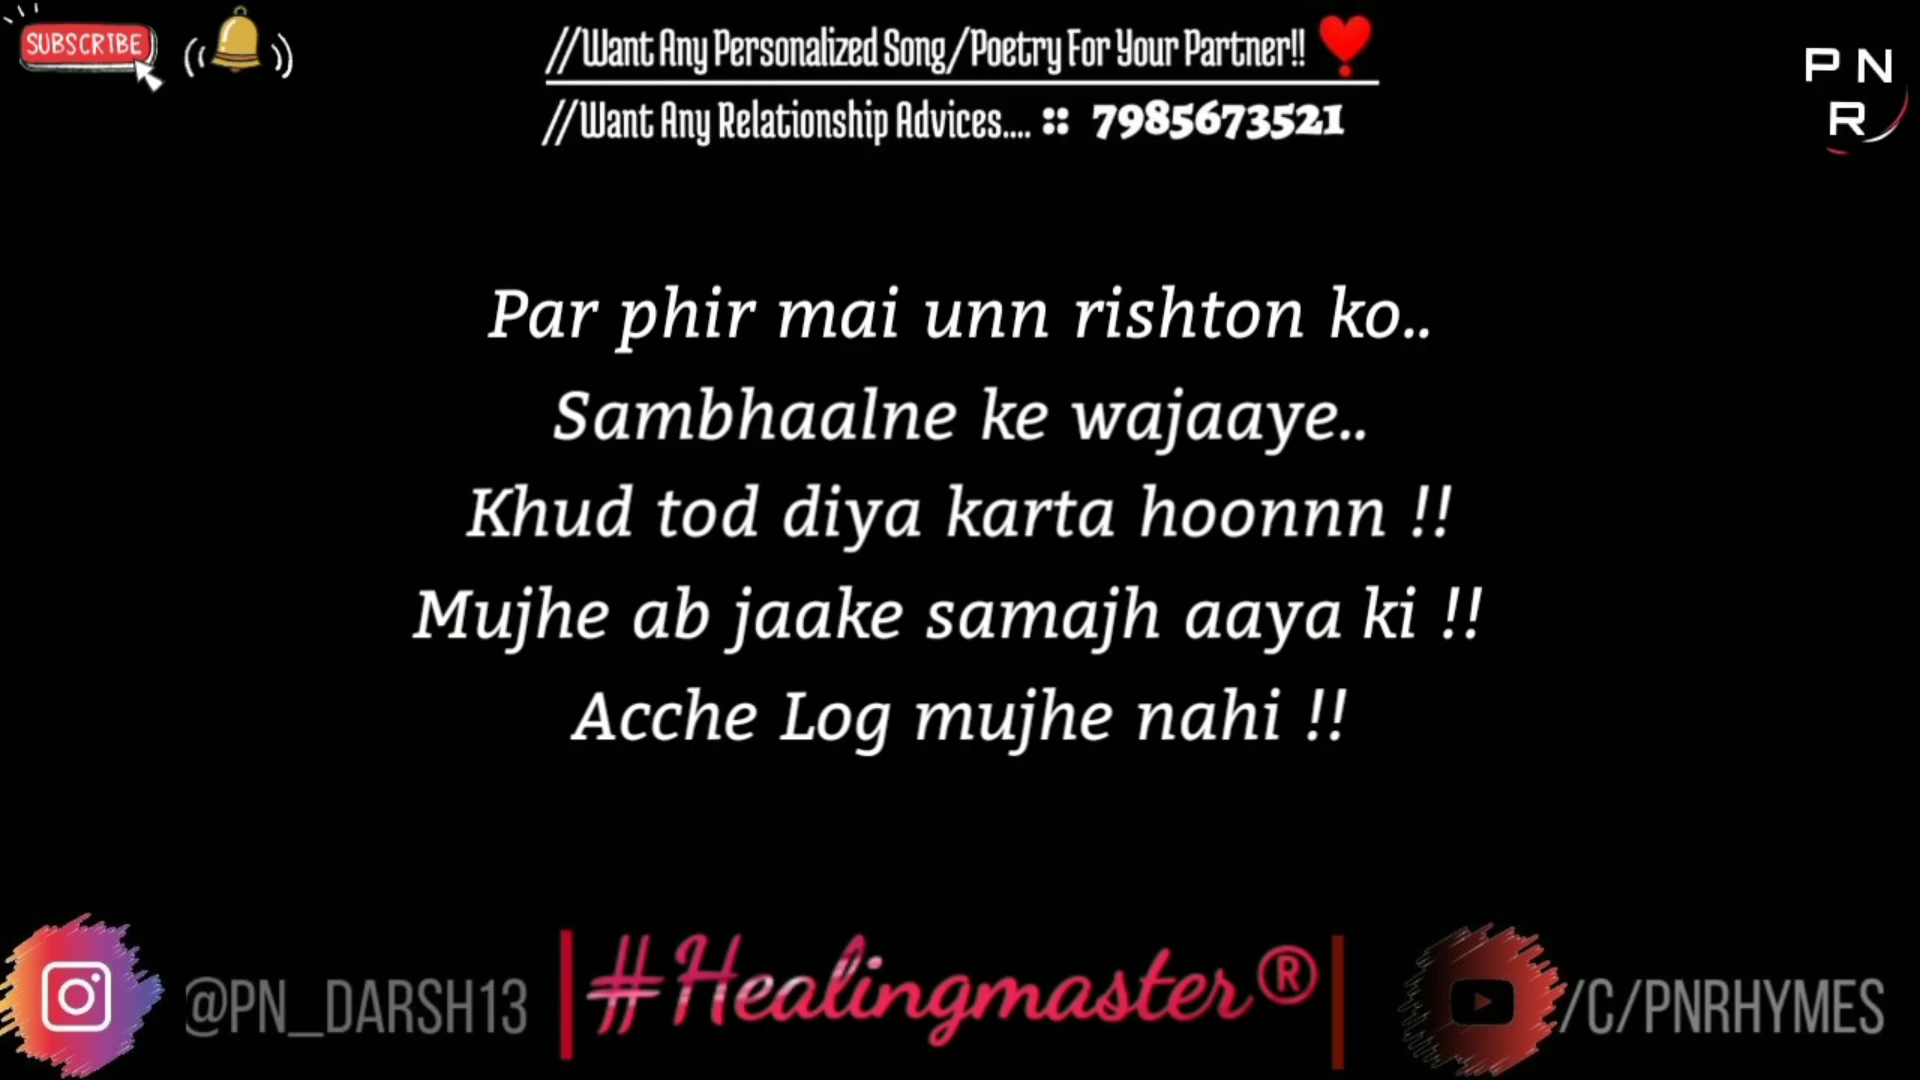 SUBSCRIBE
//Want Any Personalized Song/Poetry For Your Partner!!
//Want Any Relationship Advices.... :: 7985673521
P N
R
Par phir mai unn rishton ko..
Sambhaalne ke wajaaye..
Khud tod diya karta hoonnn !!
Mujhe ab jaake samajh aaya ki !!
Acche Log mujhe nahi !!
@PN_DARSH13
#Healingmaster®
/C/PNRHYMES